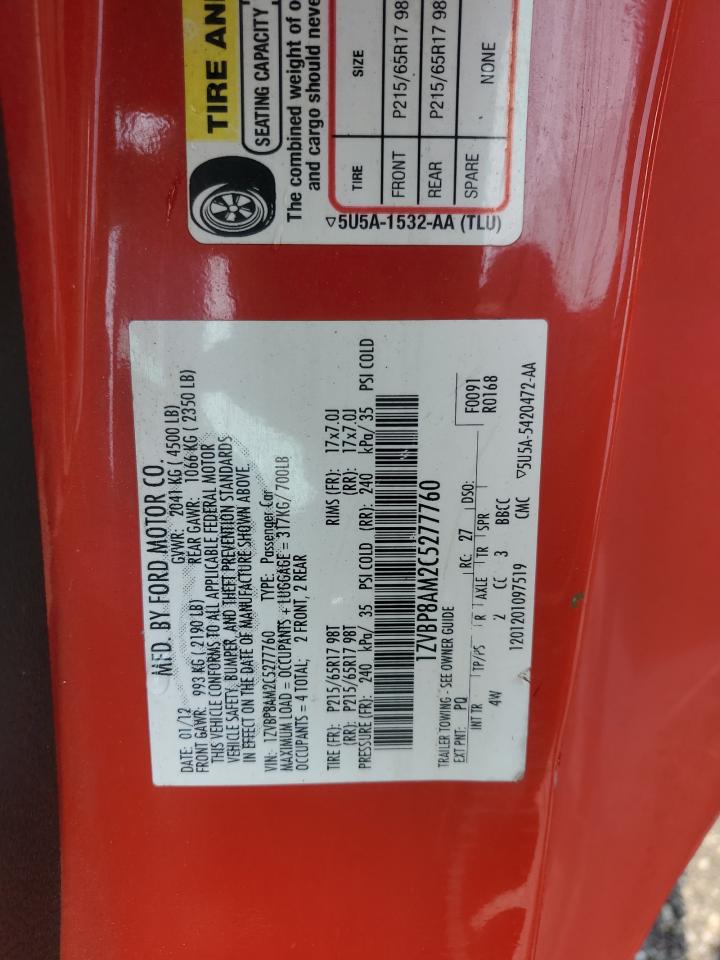 TIRE AN
SEATING CAPACITY
The combined weight of o
and cargo should neve
TIRE SIZE
FRONT P215/65R17 98
REAR P215/65R17 98
SPARE NONE
▽5U5A-1532-AA (TLU)
MFD. BY FORD MOTOR CO.
DATE: 01/12 GVWR: 2041 KG ( 4500 LB)
FRONT GAWR: 993 KG ( 2190 LB) REAR GAWR: 1066 KG ( 2350 LB)
THIS VEHICLE CONFORMS TO ALL APPLICABLE FEDERAL MOTOR
VEHICLE SAFETY, BUMPER, AND THEFT PREVENTION STANDARDS
IN EFFECT ON THE DATE OF MANUFACTURE SHOWN ABOVE.
VIN: 1ZVBP8AM2C5277760 TYPE: Passenger Car
MAXIMUM LOAD = OCCUPANTS + LUGGAGE = 317KG/700LB
OCCUPANTS = 4 TOTAL; 2 FRONT, 2 REAR
TIRE (FR): P215/65R17 98T RIMS (FR): 17x7.0J
(RR): P215/65R17 98T (RR): 17x7.0J
PRESSURE (FR): 240 kPa/ 35 PSI COLD (RR): 240 kPa/ 35 PSI COLD
1ZVBP8AM2C5277760
TRAILER TOWING - SEE OWNER GUIDE
EXT PNT: PQ RC: 27 DSO: F0091
R0168
INT TR TP/PS R AXLE TR SPR
4W 2 CC 3 BBCC
1201201097519 CMC ▽5U5A-5420472-AA